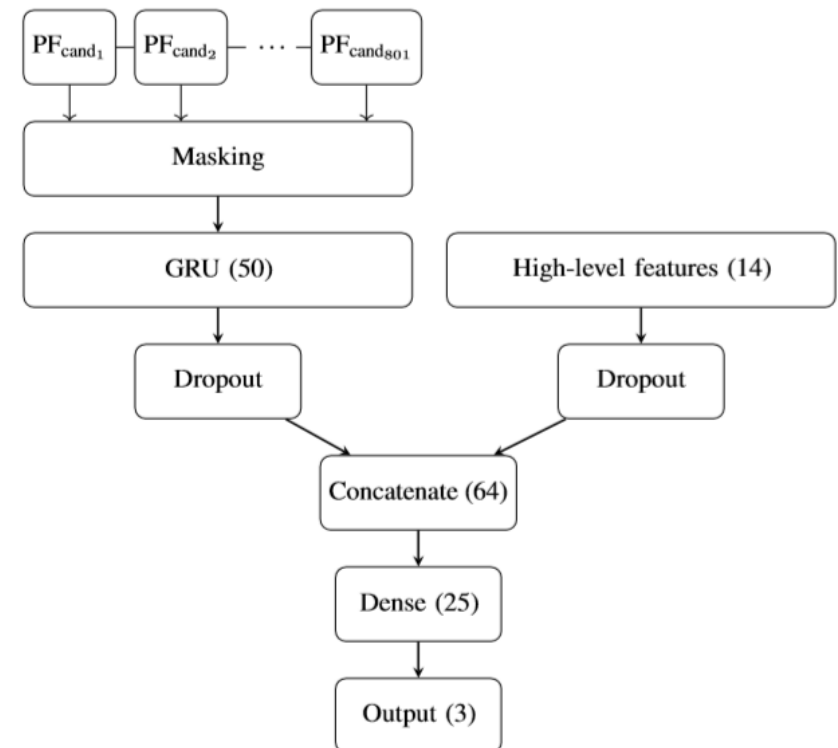 PFcand1 PFcand2 ... PFcand801
Masking
GRU (50) High-level features (14)
Dropout Dropout
Concatenate (64)
Dense (25)
Output (3)